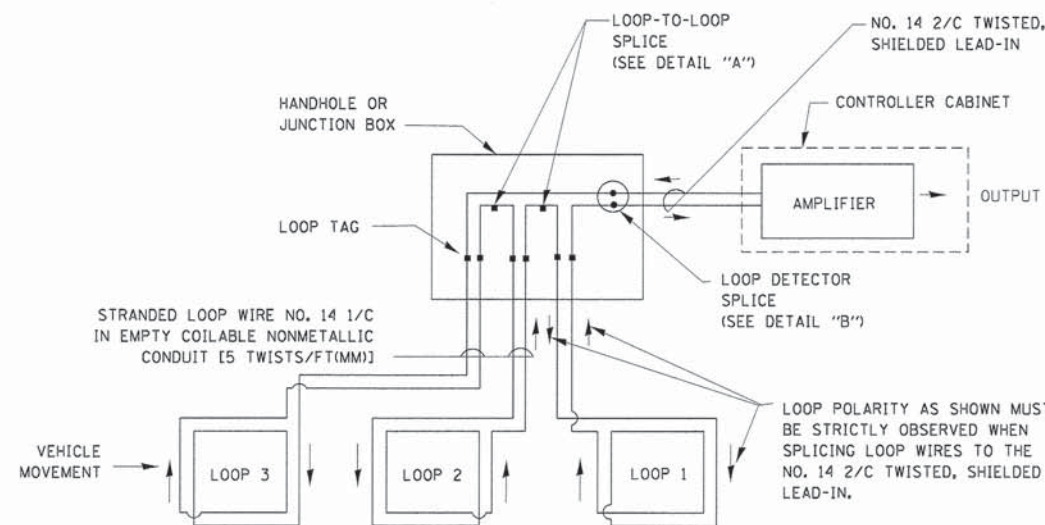 LOOP-TO-LOOP
SPLICE
(SEE DETAIL "A")
NO. 14 2/C TWISTED,
SHIELDED LEAD-IN
HANDHOLE OR
JUNCTION BOX
CONTROLLER CABINET
AMPLIFIER
OUTPUT
LOOP TAG
LOOP DETECTOR
SPLICE
(SEE DETAIL "B")
STRANDED LOOP WIRE NO. 14 1/C
IN EMPTY COILABLE NONMETALLIC
CONDUIT [5 TWISTS/FT(MM)]
LOOP POLARITY AS SHOWN MUST
BE STRICTLY OBSERVED WHEN
SPLICING LOOP WIRES TO THE
NO. 14 2/C TWISTED, SHIELDED
LEAD-IN.
VEHICLE
MOVEMENT
LOOP 3
LOOP 2
LOOP 1